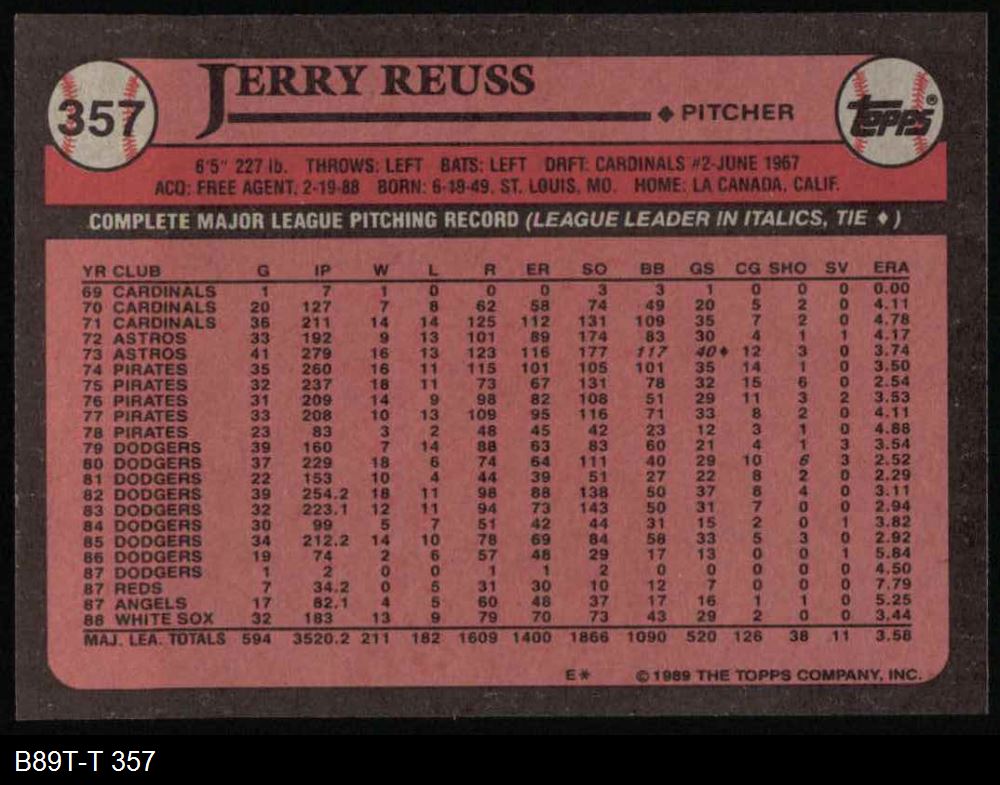 357
JERRY REUSS
♦ PITCHER
TOPPS®
6'5" 227 lb. THROWS: LEFT BATS: LEFT DRFT: CARDINALS #2-JUNE 1967
ACQ: FREE AGENT, 2-19-88 BORN: 6-19-49, ST. LOUIS, MO. HOME: LA CANADA, CALIF.
COMPLETE MAJOR LEAGUE PITCHING RECORD (LEAGUE LEADER IN ITALICS, TIE ♦)
YR CLUB G IP W L R ER SO BB GS CG SHO SV ERA
69 CARDINALS 1 7 1 0 0 0 3 3 1 0 0 0 0.00
70 CARDINALS 20 127 7 8 62 58 74 49 20 5 2 0 4.11
71 CARDINALS 36 211 14 14 125 112 131 109 35 7 2 0 4.78
72 ASTROS 33 192 9 13 101 89 174 83 30 4 1 1 4.17
73 ASTROS 41 279 16 13 123 116 177 117 40♦ 12 3 0 3.74
74 PIRATES 35 260 16 11 115 101 105 101 35 14 1 0 3.50
75 PIRATES 32 237 18 11 73 67 131 78 32 15 6 0 2.54
76 PIRATES 31 209 14 9 98 82 108 51 29 11 3 2 3.53
77 PIRATES 33 208 10 13 109 95 116 71 33 8 2 0 4.11
78 PIRATES 23 83 3 2 48 45 42 23 12 3 1 0 4.88
79 DODGERS 39 160 7 14 88 63 83 60 21 4 1 3 3.54
80 DODGERS 37 229 18 6 74 64 111 40 29 10 6 3 2.52
81 DODGERS 22 153 10 4 44 39 51 27 22 8 2 0 2.29
82 DODGERS 39 254.2 18 11 98 88 138 50 37 8 4 0 3.11
83 DODGERS 32 223.1 12 11 94 73 143 50 31 7 0 0 2.94
84 DODGERS 30 99 5 7 51 42 44 31 15 2 0 1 3.82
85 DODGERS 34 212.2 14 10 78 69 84 58 33 5 3 0 2.92
86 DODGERS 19 74 2 6 57 48 29 17 13 0 0 1 5.84
87 DODGERS 1 2 0 0 1 1 2 0 0 0 0 0 4.50
87 REDS 7 34.2 0 5 31 30 10 12 7 0 0 0 7.79
87 ANGELS 17 82.1 4 5 60 48 37 17 16 1 1 0 5.25
88 WHITE SOX 32 183 13 9 79 70 73 43 29 2 0 0 3.44
MAJ. LEA. TOTALS 594 3520.2 211 182 1609 1400 1866 1090 520 126 38 11 3.58
E* © 1989 THE TOPPS COMPANY, INC.
B89T-T 357